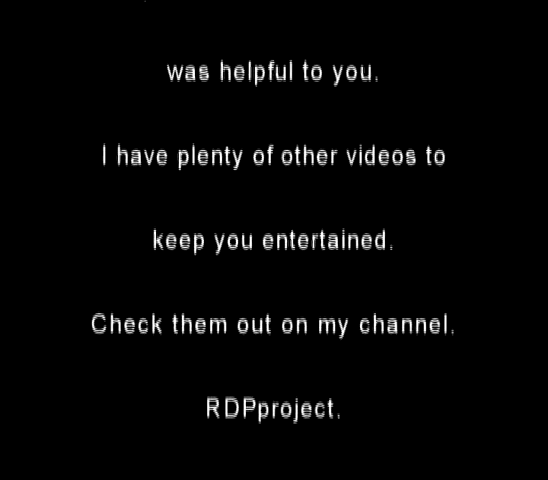 was helpful to you.
I have plenty of other videos to
keep you entertained.
Check them out on my channel.
RDPproject.